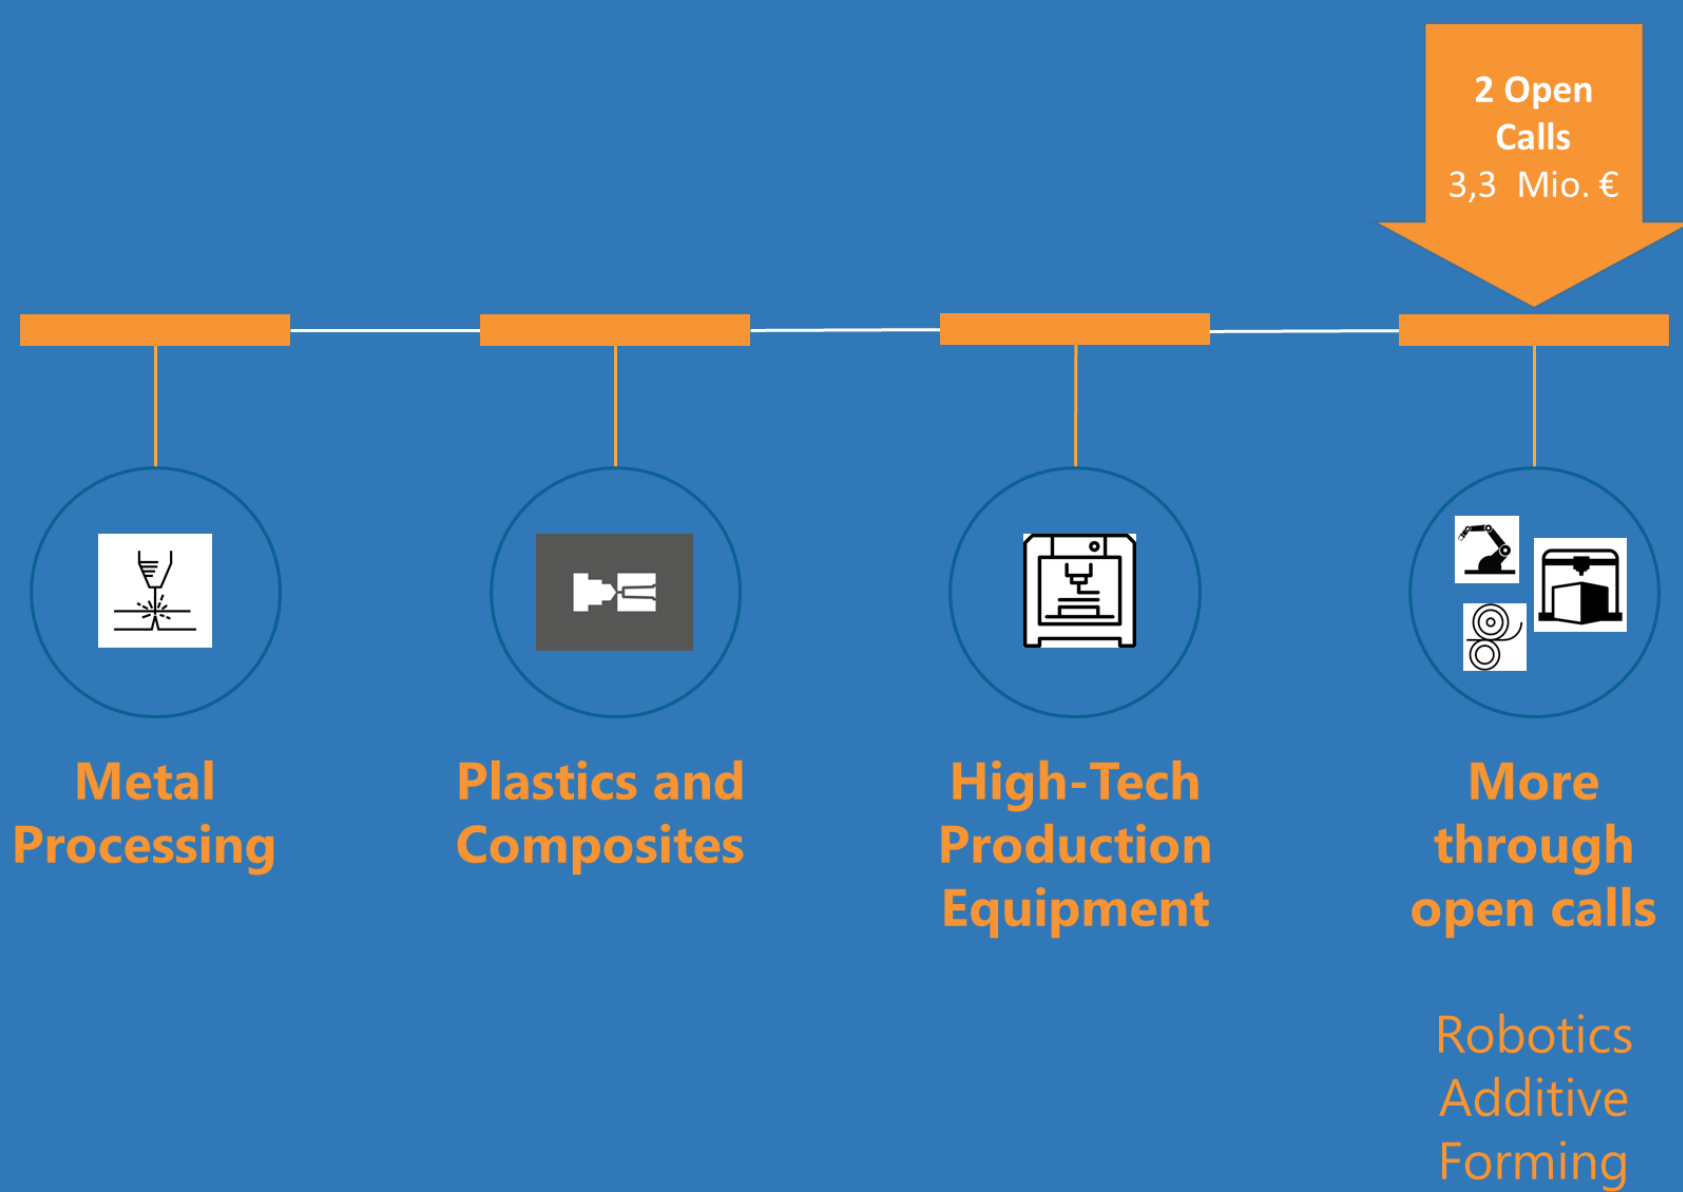 2 Open
Calls
3,3 Mio. €
Metal
Processing
Plastics and
Composites
High-Tech
Production
Equipment
More
through
open calls
Robotics
Additive
Forming